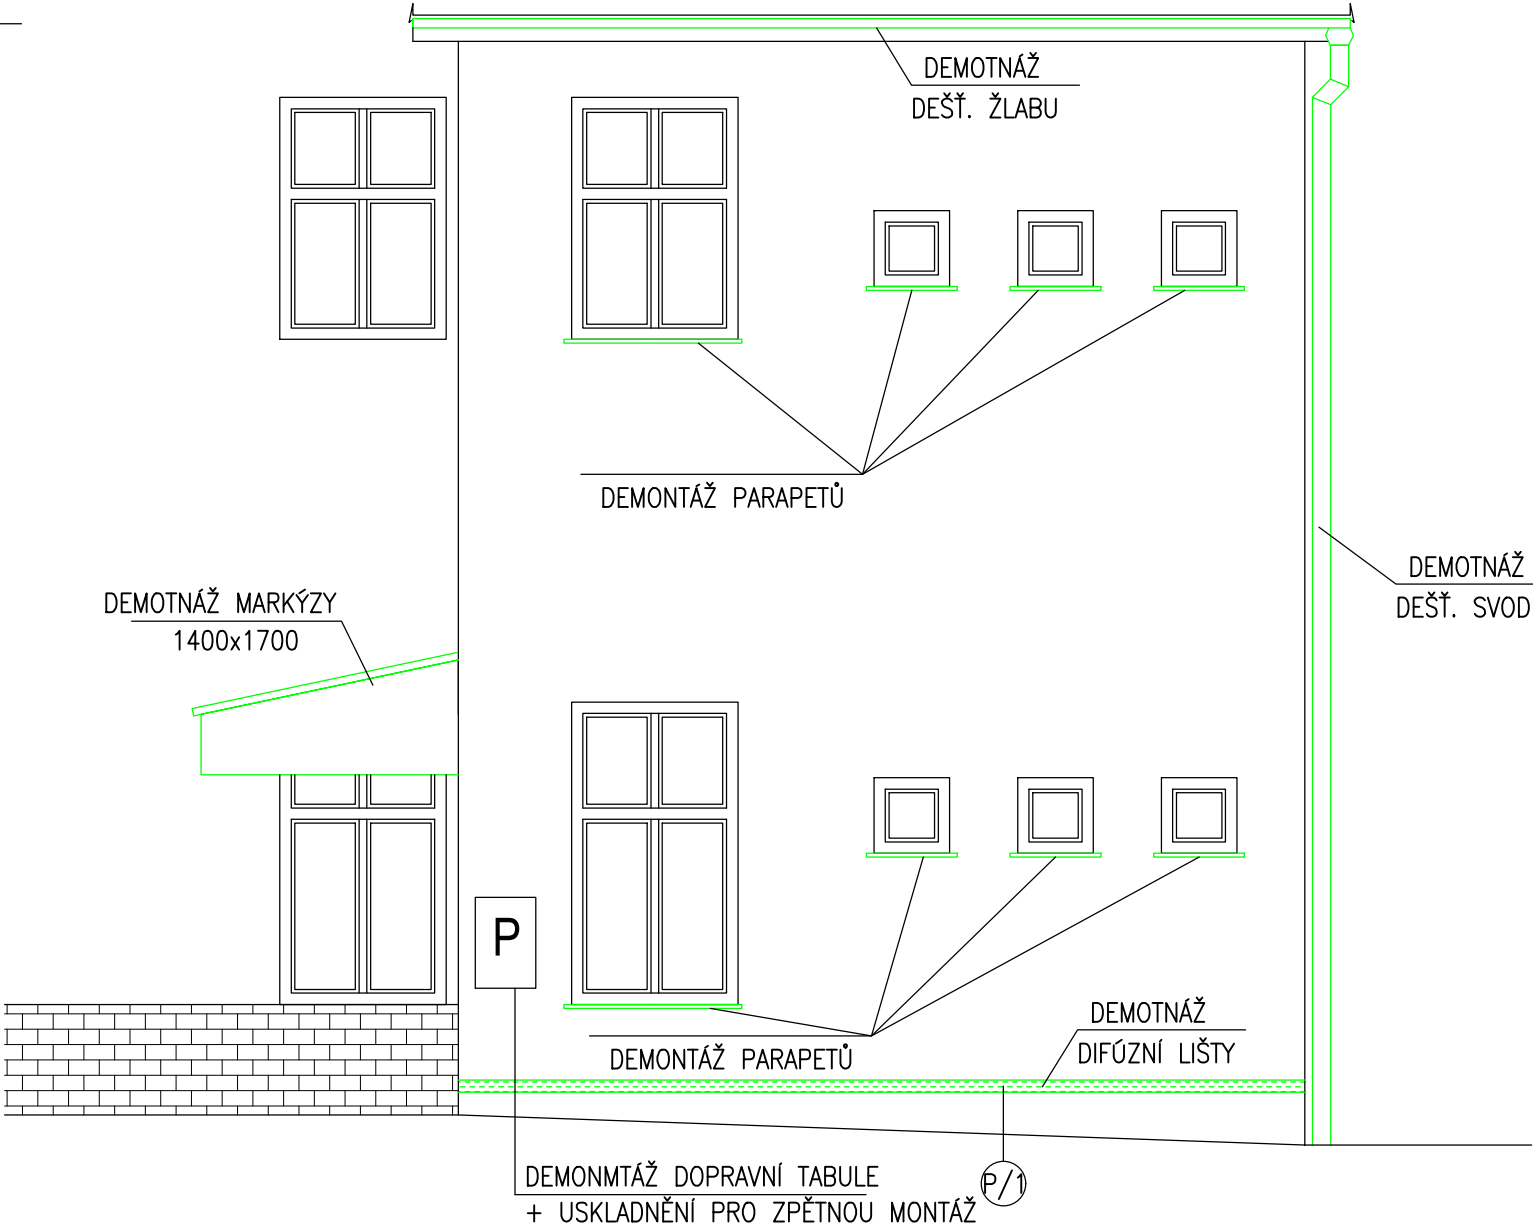 DEMOTNÁŽ
DEŠŤ. ŽLABU
DEMONTÁŽ PARAPETŮ
DEMOTNÁŽ
DEŠŤ. SVOD
DEMOTNÁŽ MARKÝZY
1400x1700
P
DEMOTNÁŽ
DIFÚZNÍ LIŠTY
DEMONTÁŽ PARAPETŮ
DEMONMTÁŽ DOPRAVNÍ TABULE
+ USKLADNĚNÍ PRO ZPĚTNOU MONTÁŽ
P/1